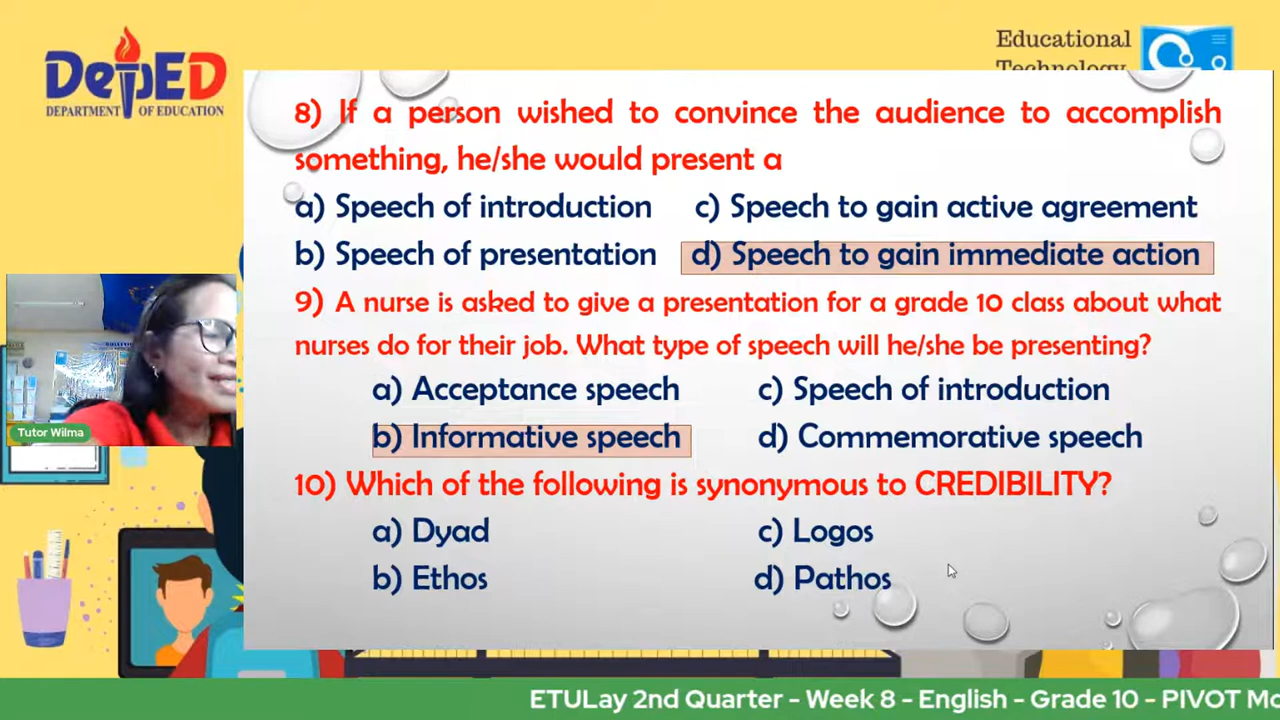 DepED
DEPARTMENT OF EDUCATION
Educational
Technology
8) If a person wished to convince the audience to accomplish
something, he/she would present a
a) Speech of introduction c) Speech to gain active agreement
b) Speech of presentation d) Speech to gain immediate action
9) A nurse is asked to give a presentation for a grade 10 class about what
nurses do for their job. What type of speech will he/she be presenting?
a) Acceptance speech c) Speech of introduction
b) Informative speech d) Commemorative speech
10) Which of the following is synonymous to CREDIBILITY?
a) Dyad c) Logos
b) Ethos d) Pathos
Tutor Wilma
ETULay 2nd Quarter - Week 8 - English - Grade 10 - PIVOT Mo